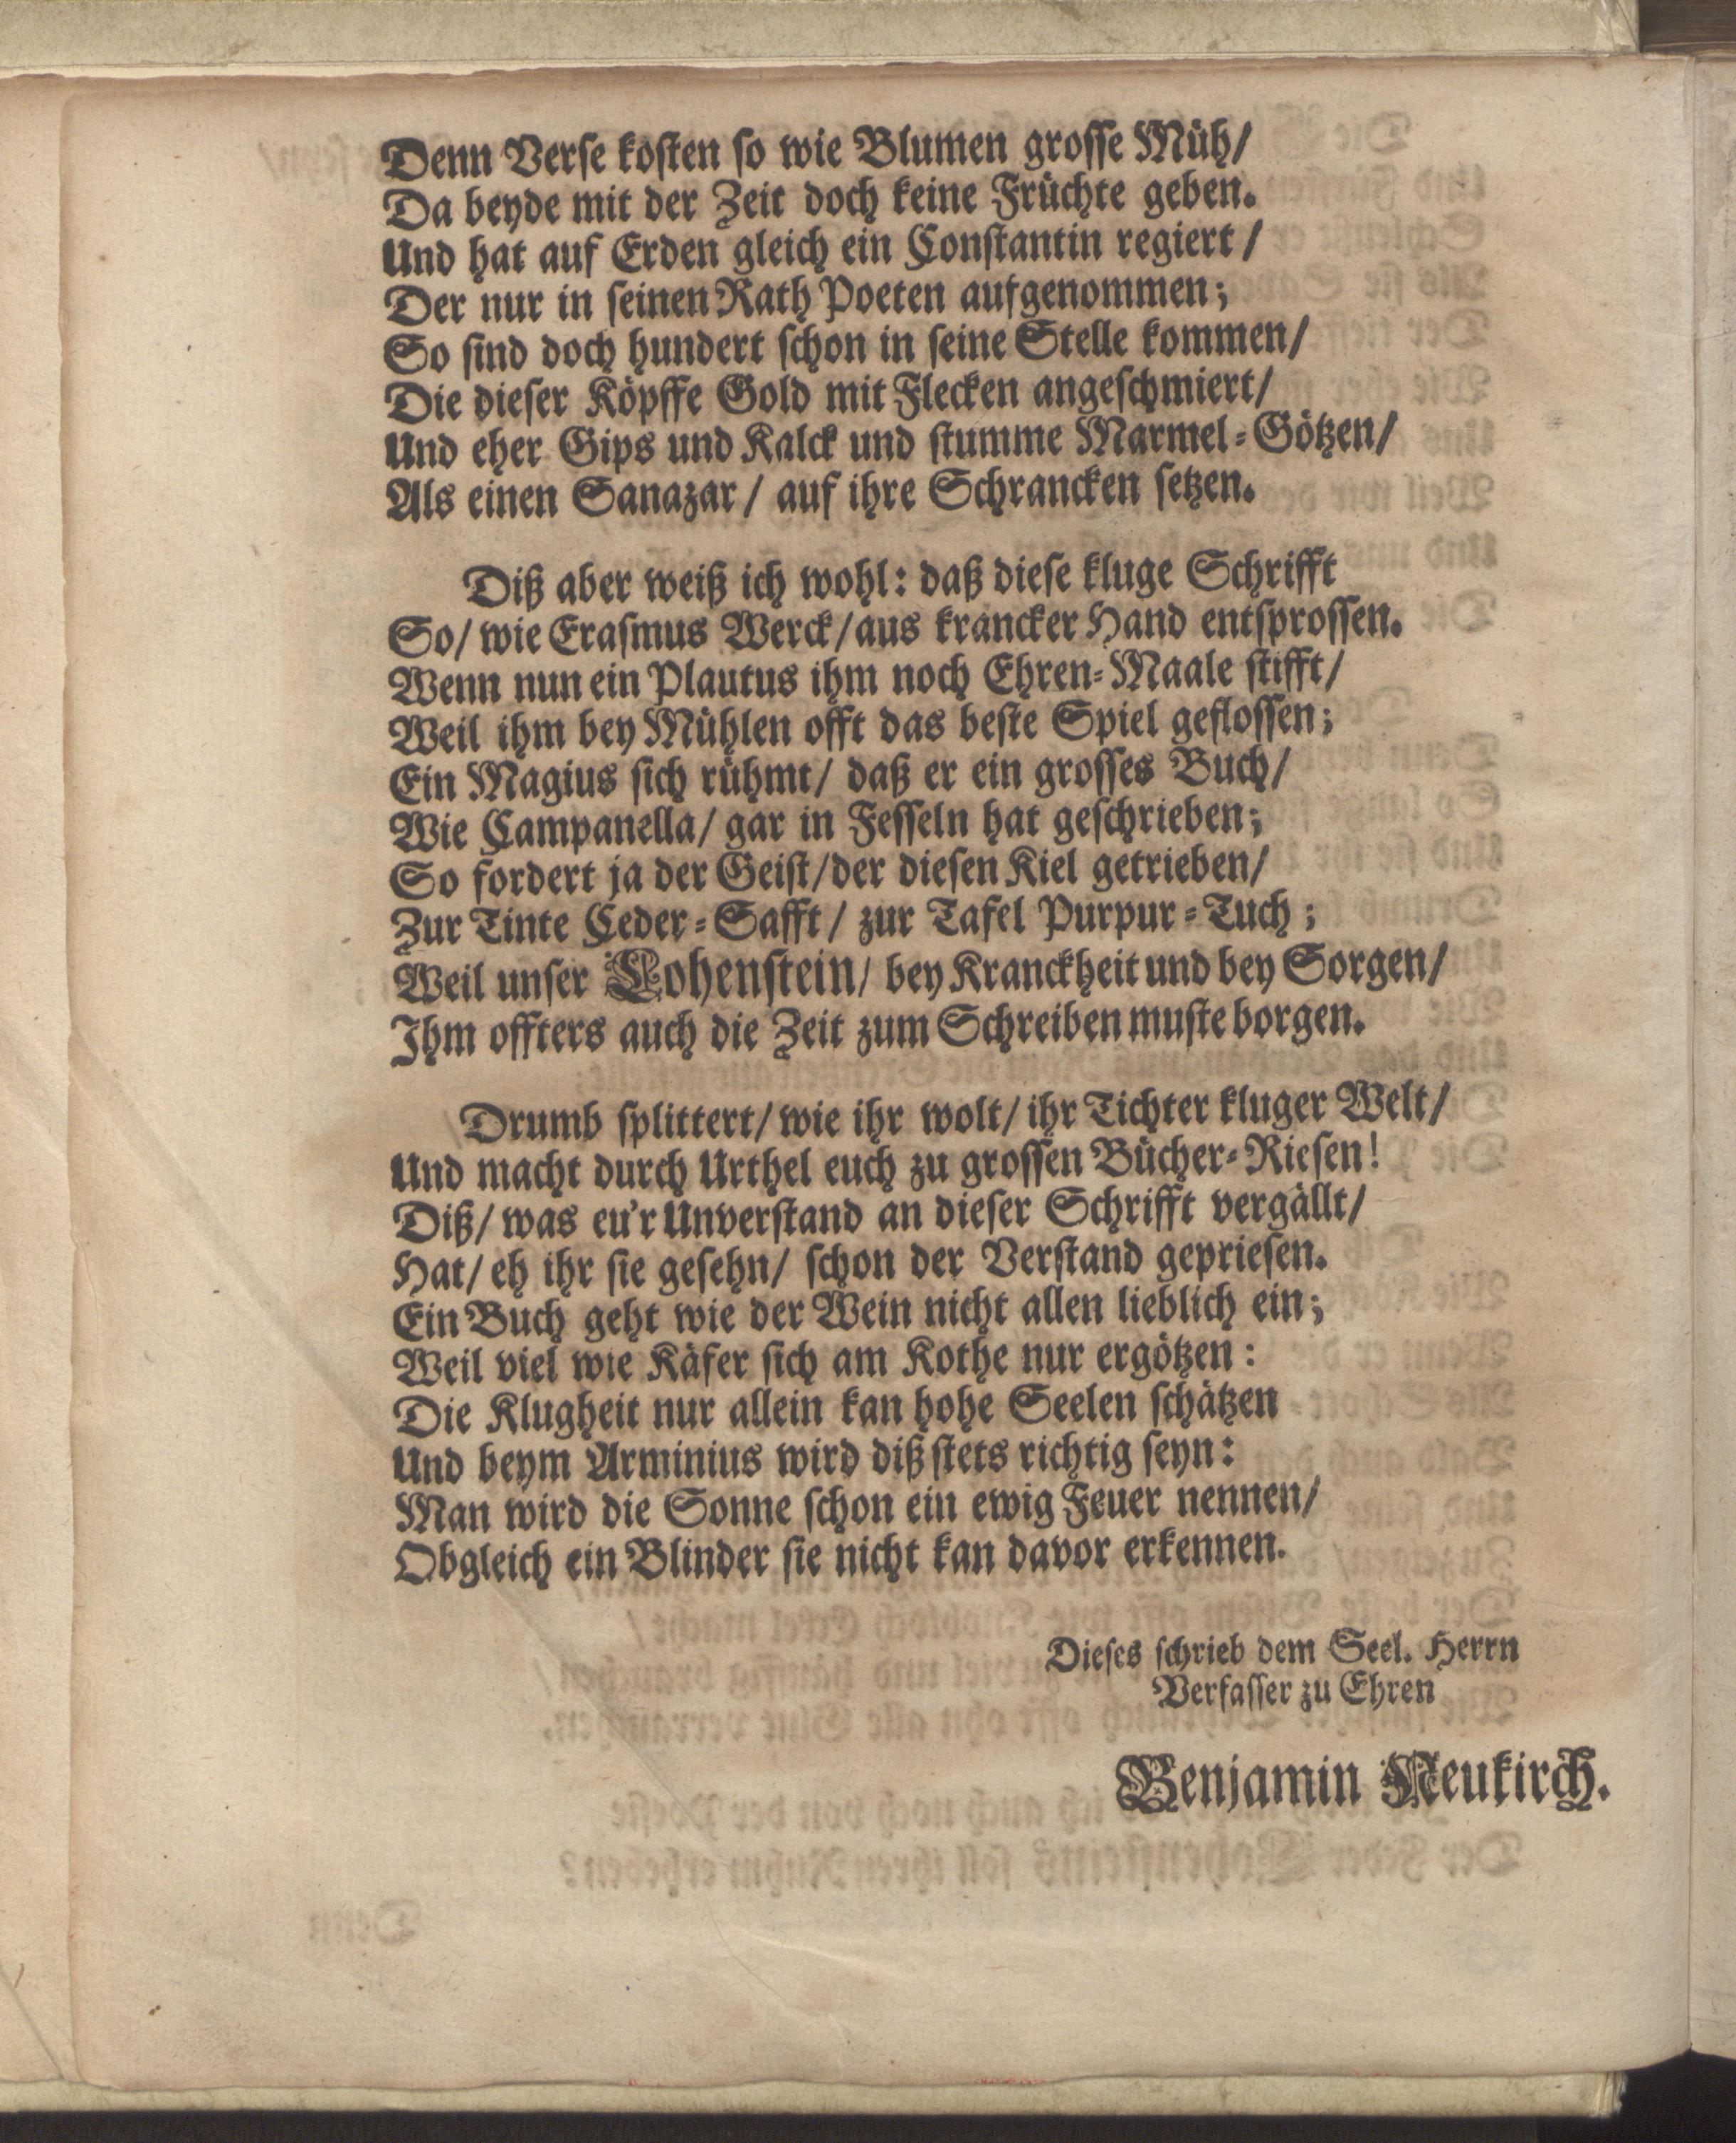 Denn Verſe koſten ſo wie Blumen groſſe Müh/
Da beyde mit der Zeit doch keine Früchte geben.
Und hat auf Erden gleich ein Conſtantin regiert/
Der nur in ſeinen Rath Poeten aufgenommen;
So ſind doch hundert ſchon in ſeine Stelle kommen/
Die dieſer Köpffe Gold mit Flecken angeſchmiert/
Und eher Gips und Kalck und ſtumme Marmel-Götzen/
Als einen Sanazar/ auf ihre Schrancken ſetzen.
Diß aber weiß ich wohl: daß dieſe kluge Schrifft
So/ wie Eraſmus Werck/ aus krancker Hand entſproſſen.
Wenn nun ein Plautus ihm noch Ehren-Maale ſtifft/
Weil ihm bey Mühlen offt das beſte Spiel gefloſſen;
Ein Magius ſich rühmt/ daß er ein groſſes Buch/
Wie Campanella/ gar in Feſſeln hat geſchrieben;
So fordert ja der Geiſt/ der dieſen Kiel getrieben/
Zur Tinte Ceder-Safft/ zur Tafel Purpur-Tuch;
Weil unſer Lohenſtein/ bey Kranckheit und bey Sorgen/
Ihm offters auch die Zeit zum Schreiben muſte borgen.
Drumb ſplittert/ wie ihr wolt/ ihr Tichter kluger Welt/
Und macht durch Urthel euch zu groſſen Bücher-Rieſen!
Diß/ was eu'r Unverſtand an dieſer Schrifft vergällt/
Hat/ eh ihr ſie geſehn/ ſchon der Verſtand geprieſen.
Ein Buch geht wie der Wein nicht allen lieblich ein;
Weil viel wie Käfer ſich am Kothe nur ergötzen:
Die Klugheit nur allein kan hohe Seelen ſchätzen
Und beym Arminius wird diß ſtets richtig ſeyn:
Man wird die Sonne ſchon ein ewig Feuer nennen/
Obgleich ein Blinder ſie nicht kan davor erkennen.
Dieſes ſchrieb dem Seel. Herrn
Verfaſſer zu Ehren
Benjamin Neukirch.